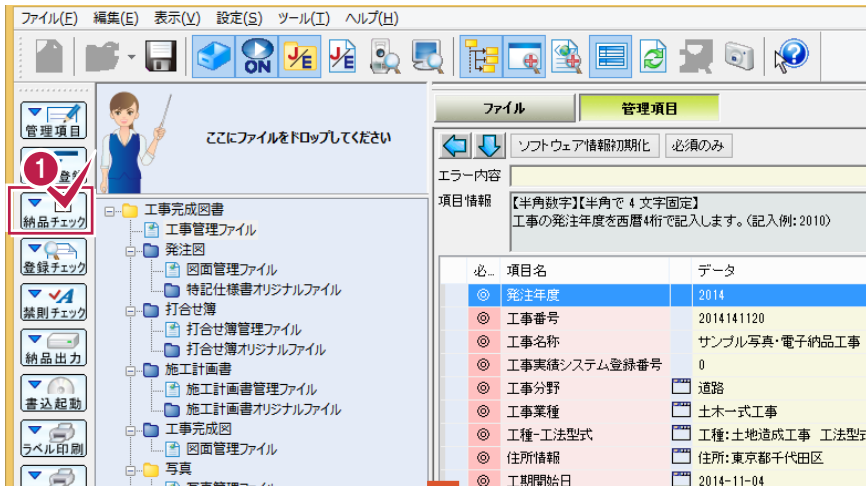 ファイル(F) 編集(E) 表示(V) 設定(S) ツール(T) ヘルプ(H)
ON
J/E
J/E
管理項目
1
登録
納品チェック
登録チェック
禁則チェック
納品出力
書込起動
ラベル印刷
ここにファイルをドロップしてください
工事完成図書
工事管理ファイル
発注図
図面管理ファイル
特記仕様書オリジナルファイル
打合せ簿
打合せ簿管理ファイル
打合せ簿オリジナルファイル
施工計画書
施工計画書管理ファイル
施工計画書オリジナルファイル
工事完成図
図面管理ファイル
写真
ファイル 管理項目
ソフトウェア情報初期化 必須のみ
エラー内容
項目情報 【半角数字】【半角で 4 文字固定】
工事の発注年度を西暦4桁で記入します。(記入例:2010)
必... 項目名 データ
◎ 発注年度 2014
◎ 工事番号 2014141120
◎ 工事名称 サンプル写真・電子納品工事
◎ 工事実績システム登録番号 0
◎ 工事分野 道路
◎ 工事業種 土木一式工事
◎ 工種-工法型式 工種:土地造成工事 工法型式
◎ 住所情報 住所:東京都千代田区
◎ 工期開始日 2014-11-04